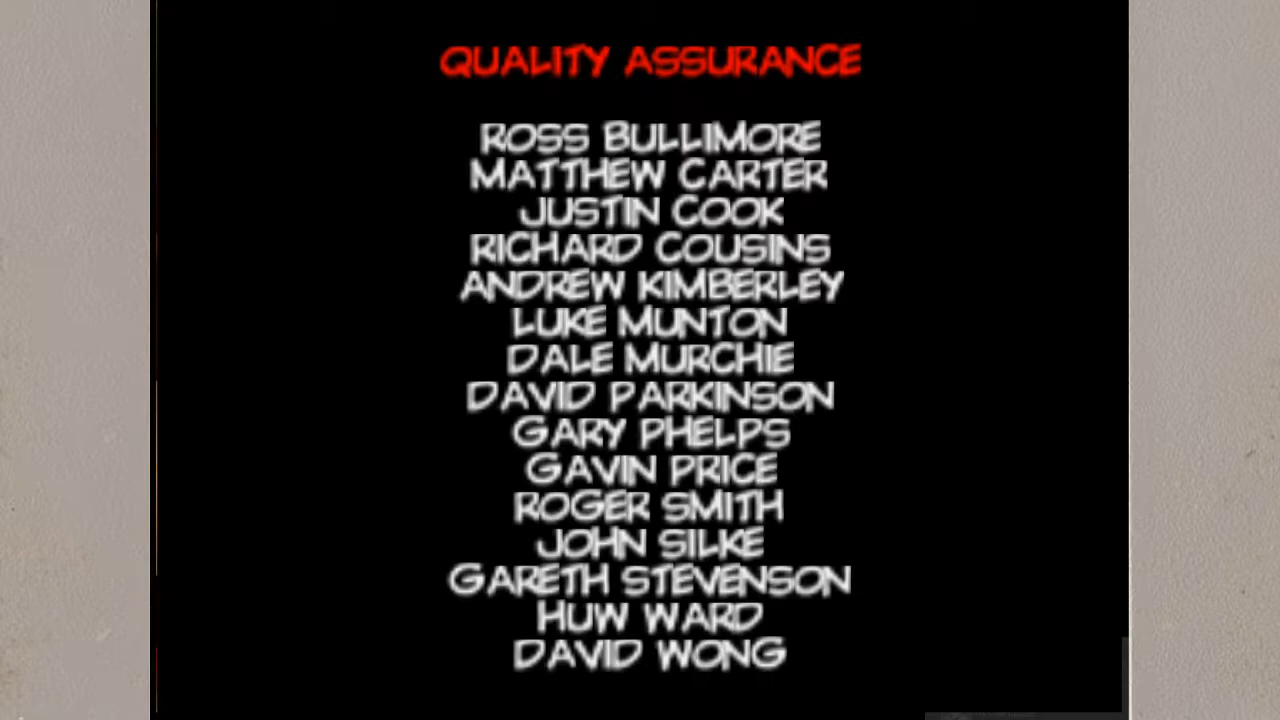 QUALITY ASSURANCE
ROSS BULLIMORE
MATTHEW CARTER
JUSTIN COOK
RICHARD COUSINS
ANDREW KIMBERLEY
LUKE MUNTON
DALE MURCHIE
DAVID PARKINSON
GARY PHELPS
GAVIN PRICE
ROGER SMITH
JOHN SILKE
GARETH STEVENSON
HUW WARD
DAVID WONG